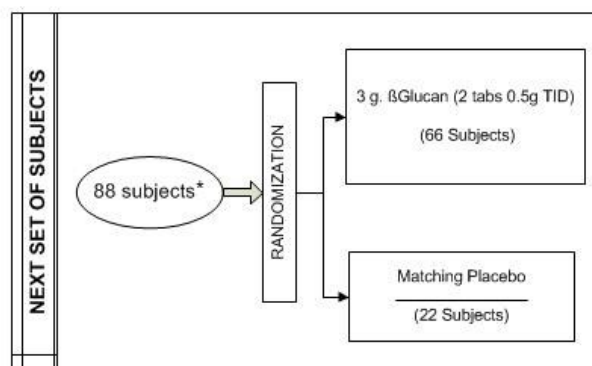 NEXT SET OF SUBJECTS
88 subjects*
RANDOMIZATION
3 g. ßGlucan (2 tabs 0.5g TID)
(66 Subjects)
Matching Placebo
(22 Subjects)